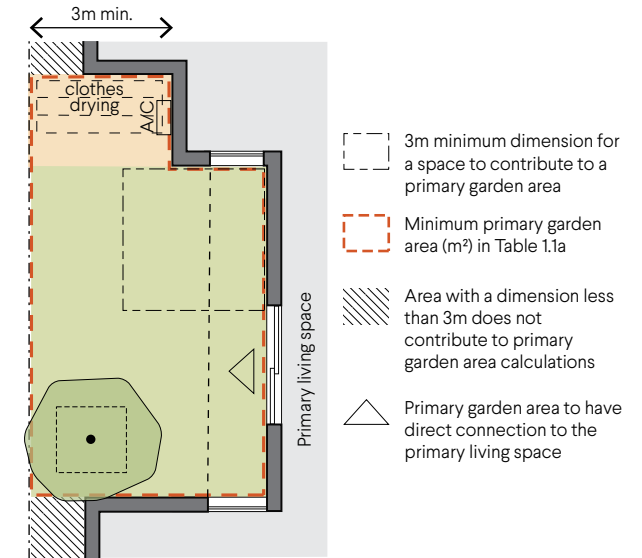 3m min.
clothes
drying
A/C
Primary living space
3m minimum dimension for
a space to contribute to a
primary garden area
Minimum primary garden
area (m²) in Table 1.1a
Area with a dimension less
than 3m does not
contribute to primary
garden area calculations
Primary garden area to have
direct connection to the
primary living space